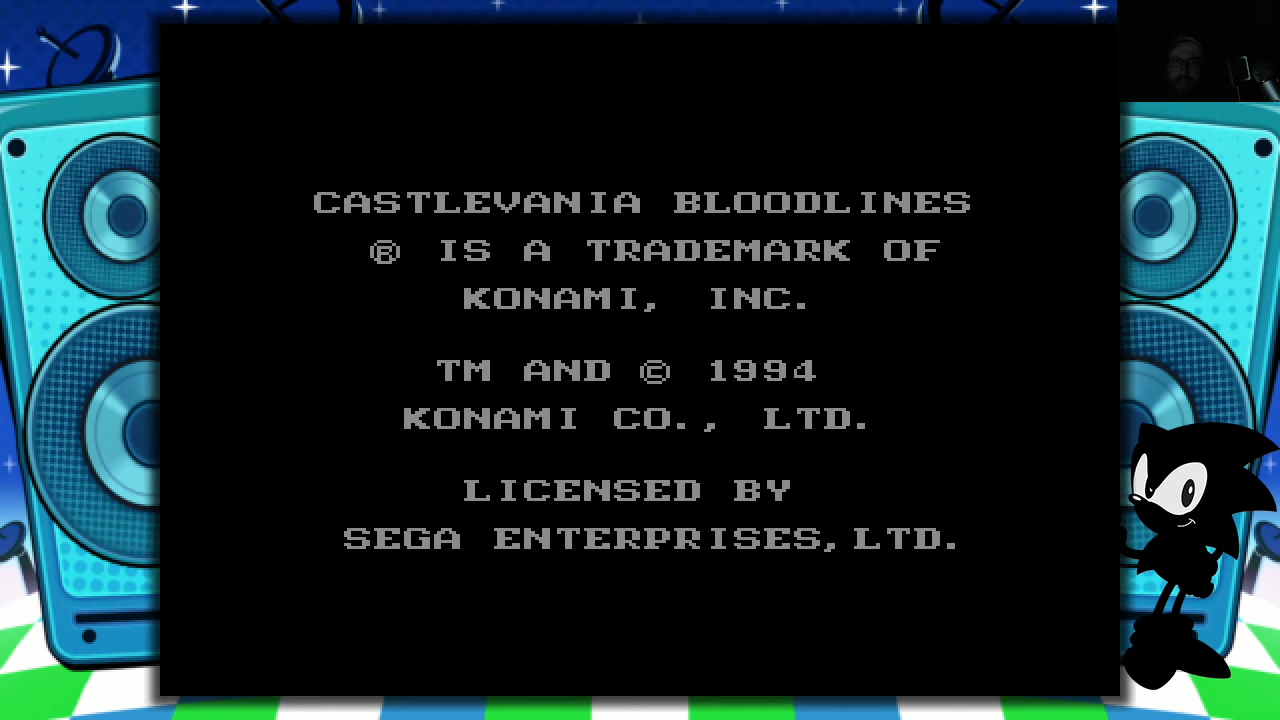 CASTLEVANIA BLOODLINES
® IS A TRADEMARK OF
KONAMI, INC.
TM AND © 1994
KONAMI CO., LTD.
LICENSED BY
SEGA ENTERPRISES,LTD.